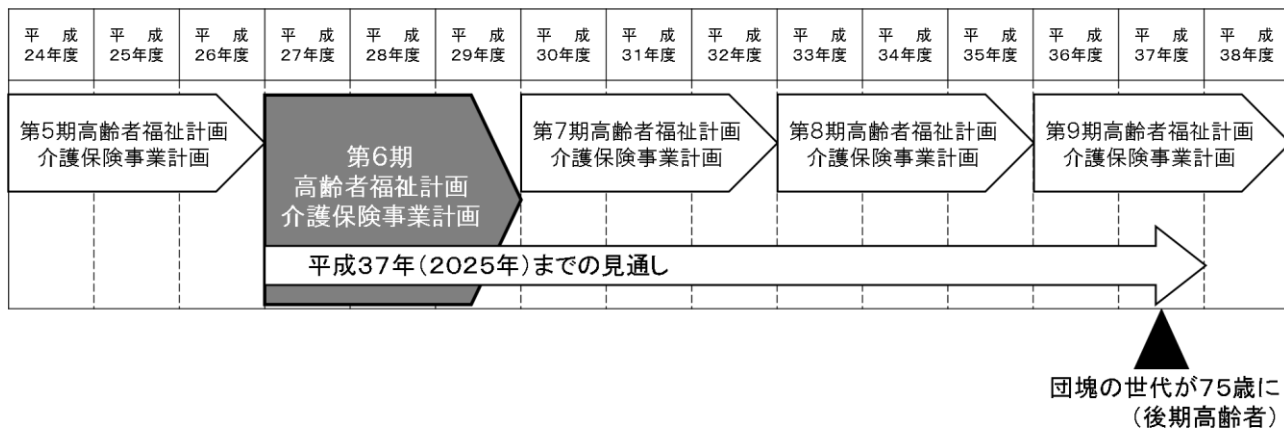 平　成 平　成 平　成 平　成 平　成 平　成 平　成 平　成 平　成 平　成 平　成 平　成 平　成 平　成 平　成
24年度 25年度 26年度 27年度 28年度 29年度 30年度 31年度 32年度 33年度 34年度 35年度 36年度 37年度 38年度
第5期高齢者福祉計画
介護保険事業計画
第6期
高齢者福祉計画
介護保険事業計画
第7期高齢者福祉計画
介護保険事業計画
第8期高齢者福祉計画
介護保険事業計画
第9期高齢者福祉計画
介護保険事業計画
平成37年(2025年)までの見通し
団塊の世代が75歳に
(後期高齢者)